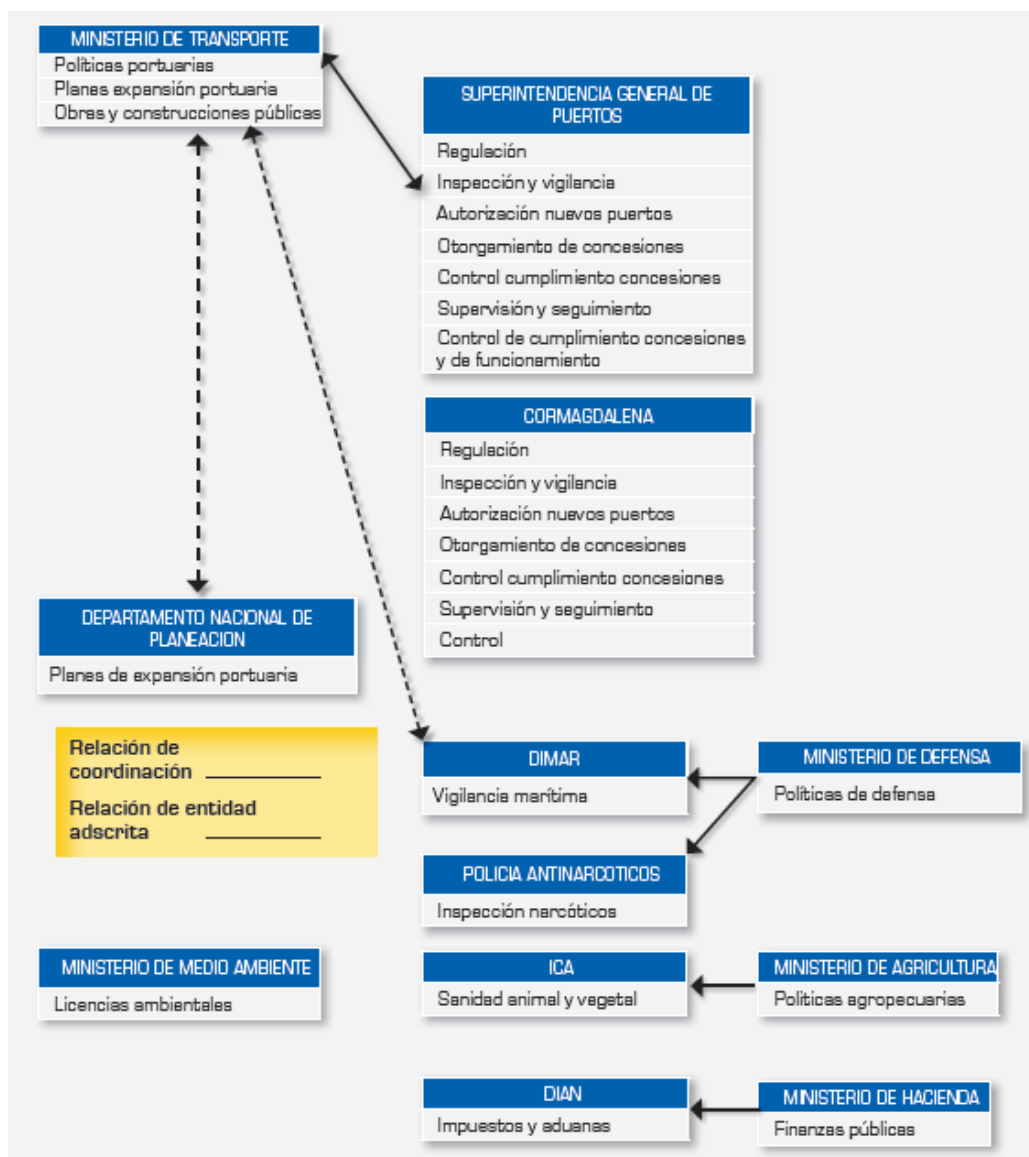 MINISTERIO DE TRANSPORTE
Políticas portuarias
Planes expansión portuaria
Obras y construcciones públicas
SUPERINTENDENCIA GENERAL DE
PUERTOS
Regulación
Inspección y vigilancia
Autorización nuevos puertos
Otorgamiento de concesiones
Control cumplimiento concesiones
Supervisión y seguimiento
Control de cumplimiento concesiones
y de funcionamiento
CORMAGDALENA
Regulación
Inspección y vigilancia
Autorización nuevos puertos
Otorgamiento de concesiones
Control cumplimiento concesiones
Supervisión y seguimiento
Control
DEPARTAMENTO NACIONAL DE
PLANEACION
Planes de expansión portuaria
Relación de
coordinación
Relación de entidad
adscrita
DIMAR
Vigilancia marítima
MINISTERIO DE DEFENSA
Políticas de defensa
POLICIA ANTINARCOTICOS
Inspección narcóticos
MINISTERIO DE MEDIO AMBIENTE
Licencias ambientales
ICA
Sanidad animal y vegetal
MINISTERIO DE AGRICULTURA
Políticas agropecuarias
DIAN
Impuestos y aduanas
MINISTERIO DE HACIENDA
Finanzas públicas